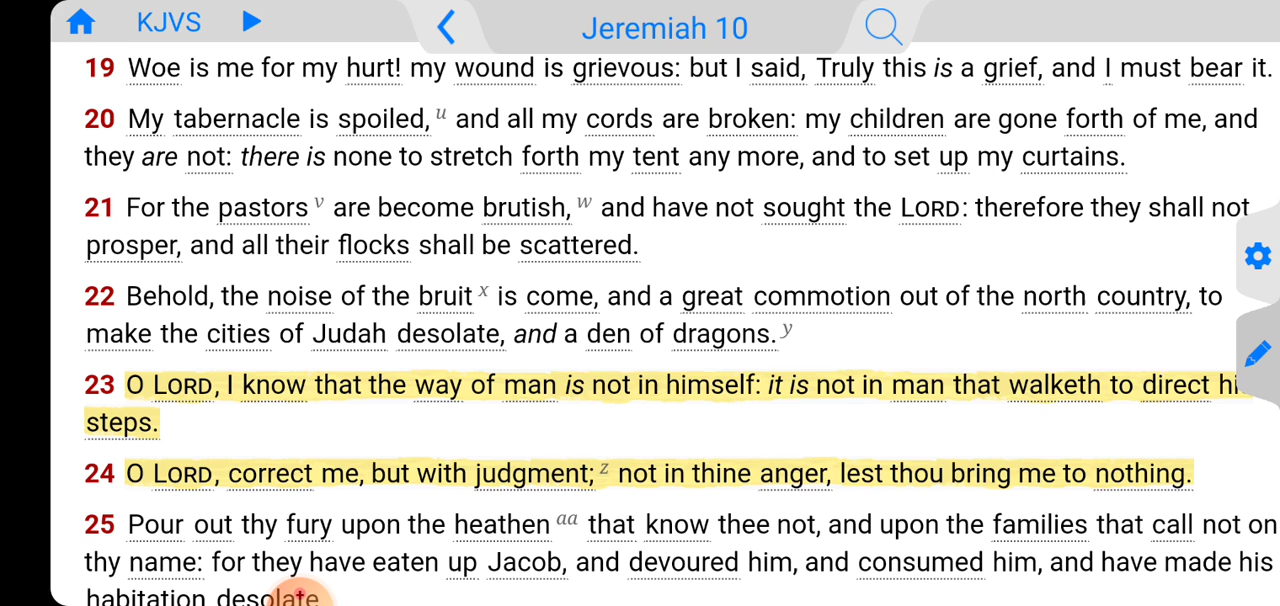 KJVS
Jeremiah 10
19 Woe is me for my hurt! my wound is grievous: but I said, Truly this is a grief, and I must bear it.
20 My tabernacle is spoiled, u and all my cords are broken: my children are gone forth of me, and
they are not: there is none to stretch forth my tent any more, and to set up my curtains.
21 For the pastors v are become brutish, w and have not sought the LORD: therefore they shall not
prosper, and all their flocks shall be scattered.
22 Behold, the noise of the bruit x is come, and a great commotion out of the north country, to
make the cities of Judah desolate, and a den of dragons. y
23 O LORD, I know that the way of man is not in himself: it is not in man that walketh to direct
steps.
24 O LORD, correct me, but with judgment; z not in thine anger, lest thou bring me to nothing.
25 Pour out thy fury upon the heathen aa that know thee not, and upon the families that call not on
thy name: for they have eaten up Jacob, and devoured him, and consumed him, and have made his
habitation desolate